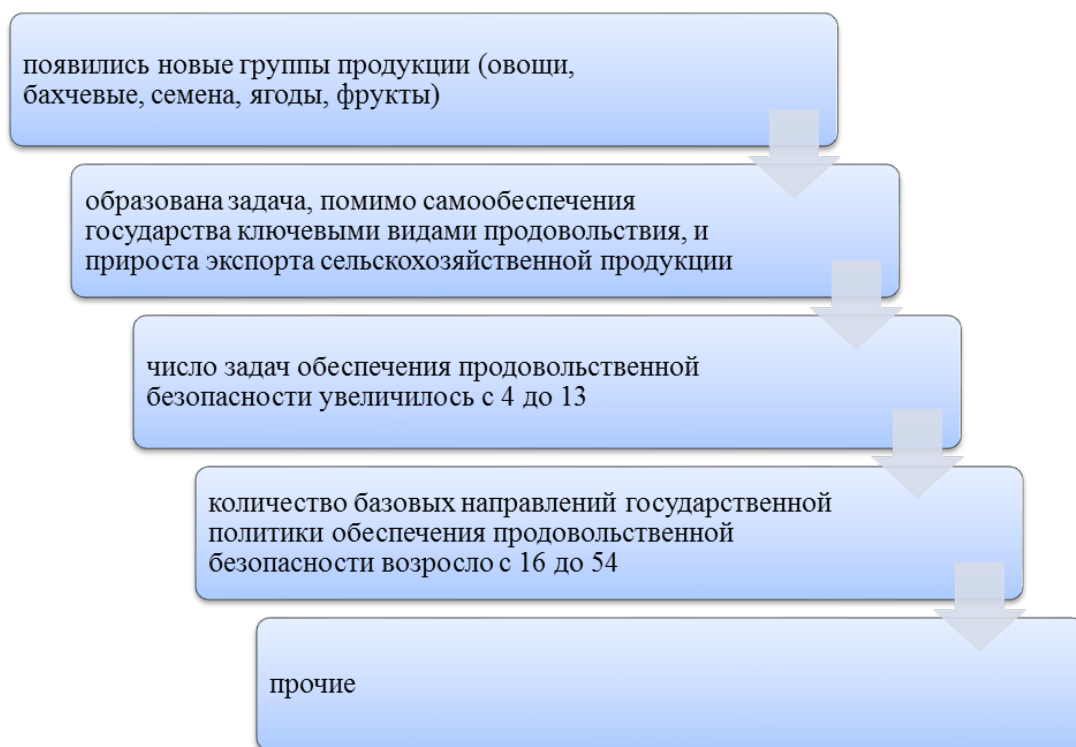 появились новые группы продукции (овощи,
бахчевые, семена, ягоды, фрукты)
образована задача, помимо самообеспечения
государства ключевыми видами продовольствия, и
прироста экспорта сельскохозяйственной продукции
число задач обеспечения продовольственной
безопасности увеличилось с 4 до 13
количество базовых направлений государственной
политики обеспечения продовольственной
безопасности возросло с 16 до 54
прочие